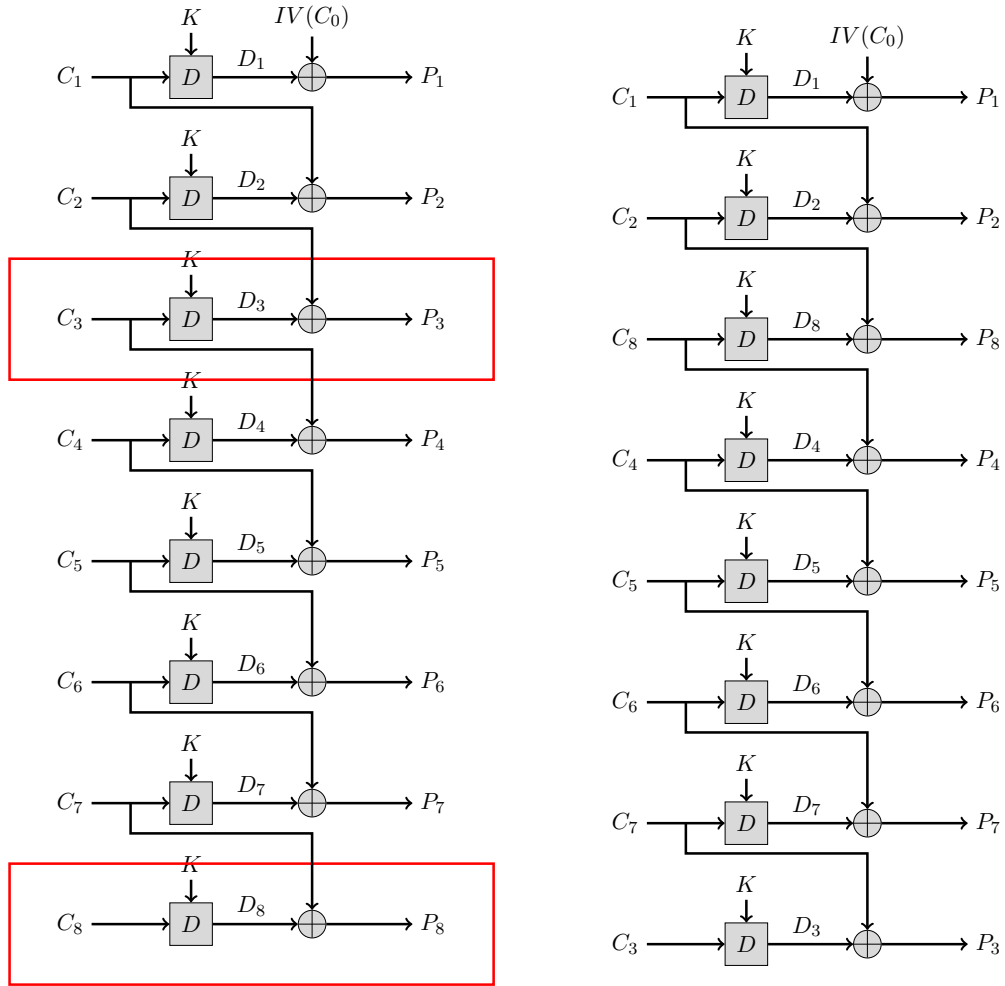 K IV(C₀)
C₁ D D₁ P₁
K
C₂ D D₂ P₂
K
C₃ D D₃ P₃
K
C₄ D D₄ P₄
K
C₅ D D₅ P₅
K
C₆ D D₆ P₆
K
C₇ D D₇ P₇
K
C₈ D D₈ P₈
K IV(C₀)
C₁ D D₁ P₁
K
C₂ D D₂ P₂
K
C₈ D D₈ P₈
K
C₄ D D₄ P₄
K
C₅ D D₅ P₅
K
C₆ D D₆ P₆
K
C₇ D D₇ P₇
K
C₃ D D₃ P₃